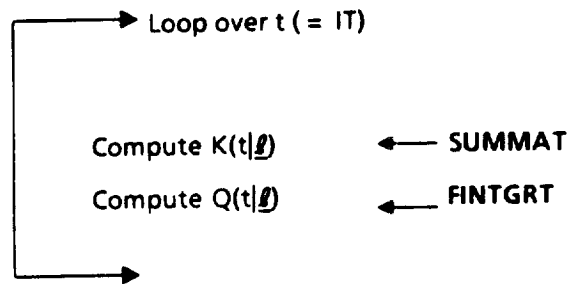 Loop over t ( = IT)
Compute K(t|ℓ) SUMMAT
Compute Q(t|ℓ) FINTGRT